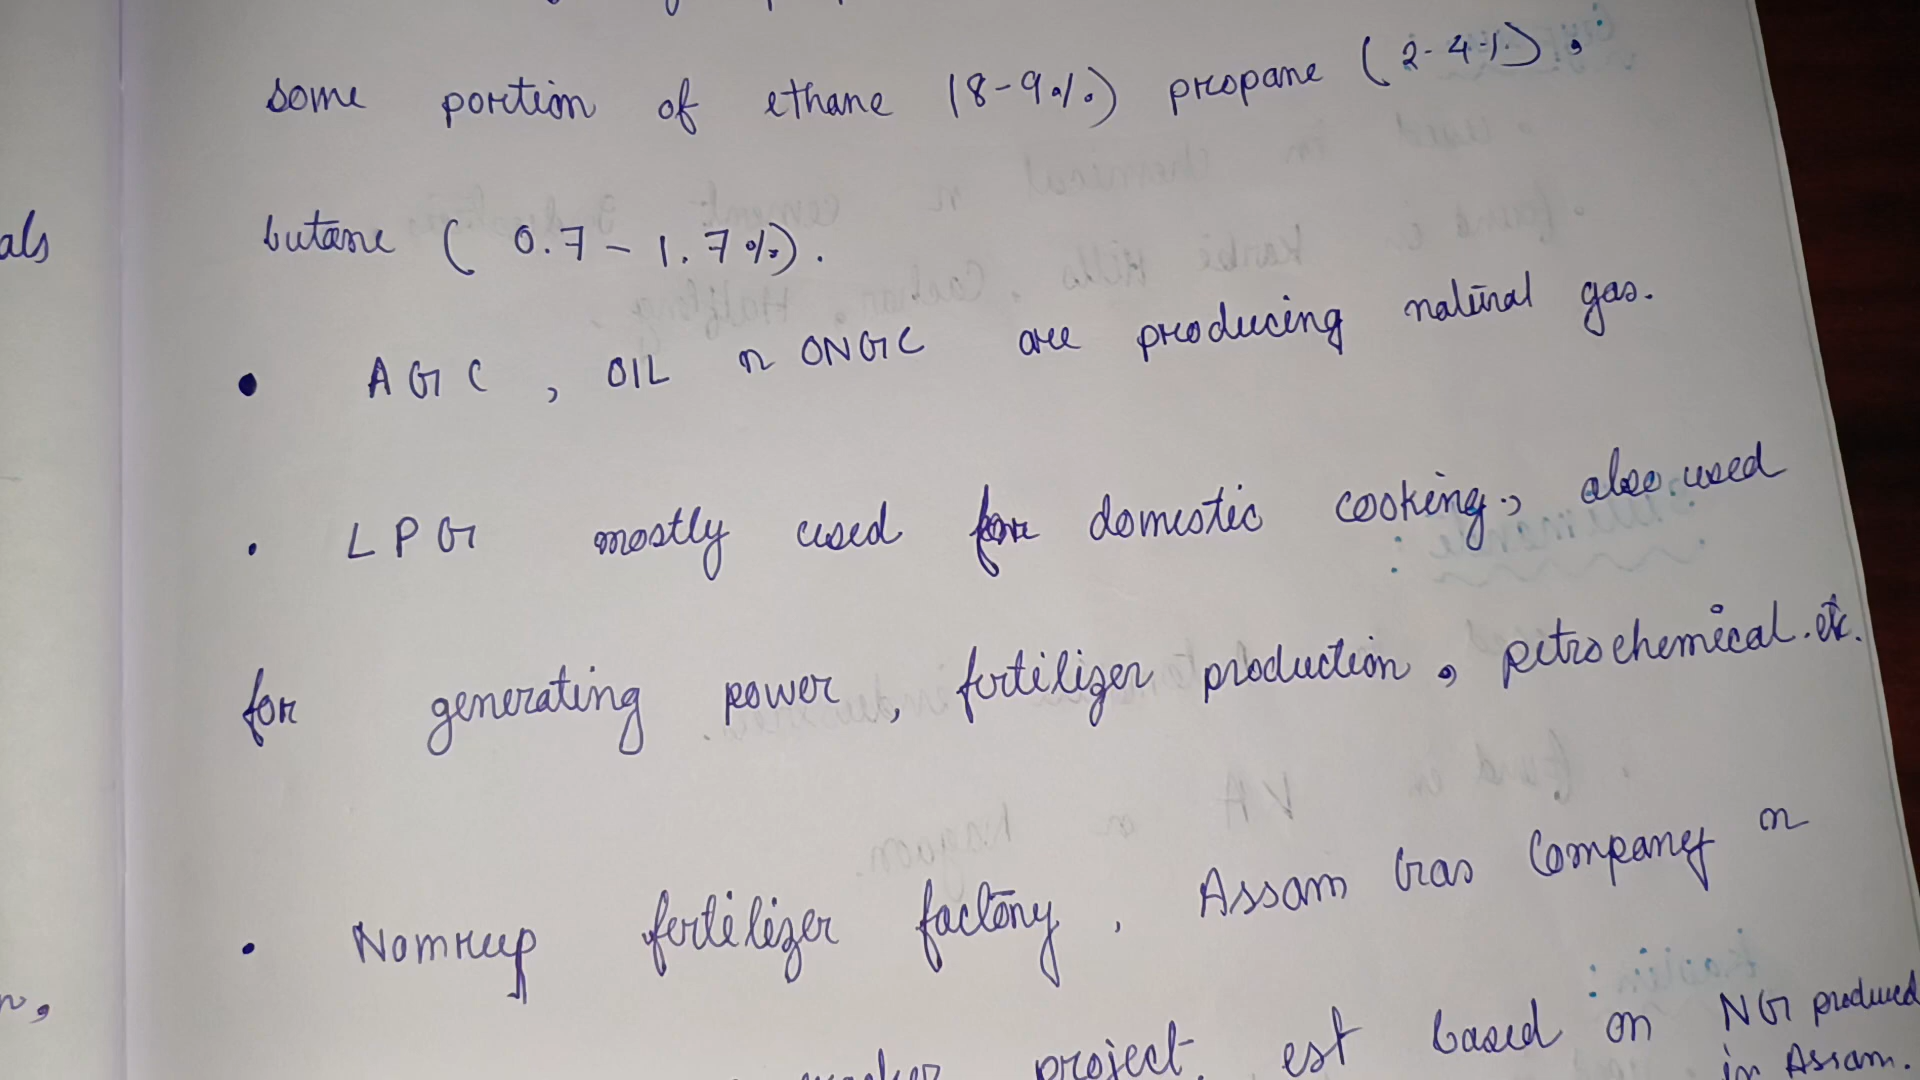 some portion of ethane (8-9%) propane (2-4%),
butane (0.7-1.7%).
• AGC, OIL n ONGC are producing natural gas.
• LPG mostly used for domestic cooking, also used
for generating power, fertilizer production, petrochemical.etc.
• Nomrup fertilizer factory, Assam Gas Company n
project est based on NG produced
in Assam.
als